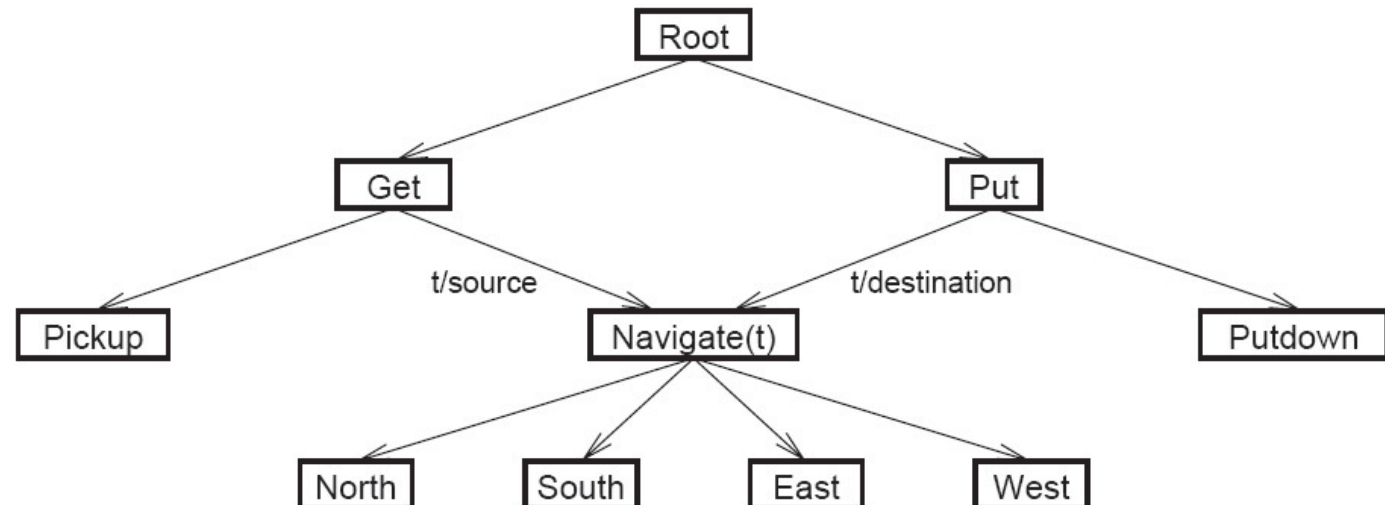 Root
Get
Put
t/source
t/destination
Pickup
Navigate(t)
Putdown
North
South
East
West